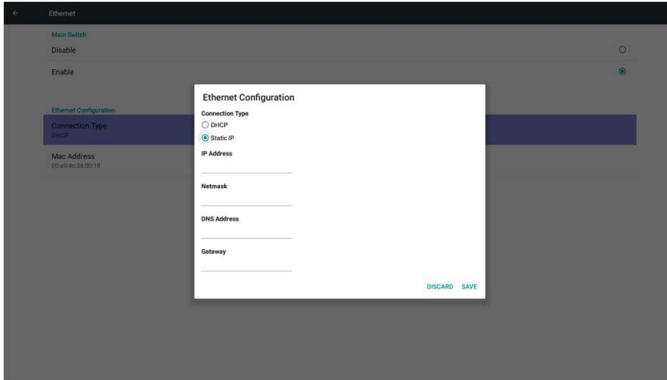 Ethernet
Main Switch
Disable
Enable
Ethernet Configuration
Connection Type
DHCP
Mac Address
Ethernet Configuration
Connection Type
DHCP
Static IP
IP Address
Netmask
DNS Address
Gateway
DISCARD SAVE